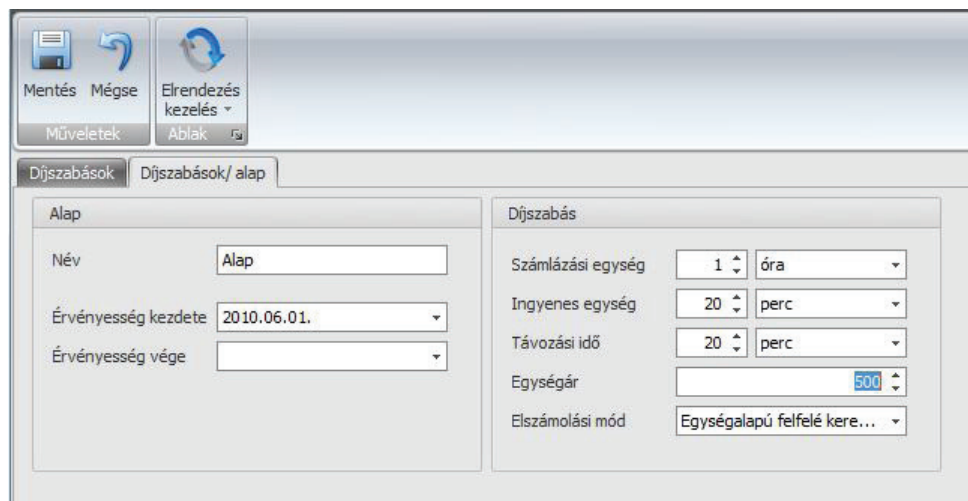 Mentés Mégse Elrendezés kezelés
Műveletek Ablak
Díjszabások Díjszabások/ alap
Alap
Név Alap
Érvényesség kezdete 2010.06.01.
Érvényesség vége
Díjszabás
Számlázási egység 1 óra
Ingyenes egység 20 perc
Távozási idő 20 perc
Egységár 500
Elszámolási mód Egységalapú felfelé kere...